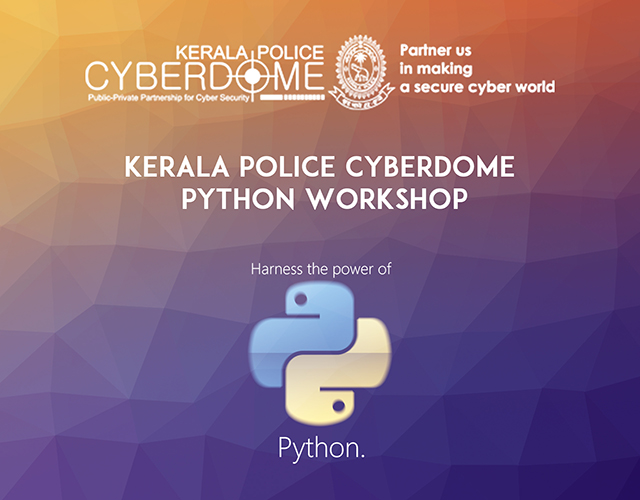 KERALA POLICE
CYBERDOME
Public-Private Partnership for Cyber Security
Partner us
in making
a secure cyber world
KERALA POLICE CYBERDOME
PYTHON WORKSHOP
Harness the power of
Python.